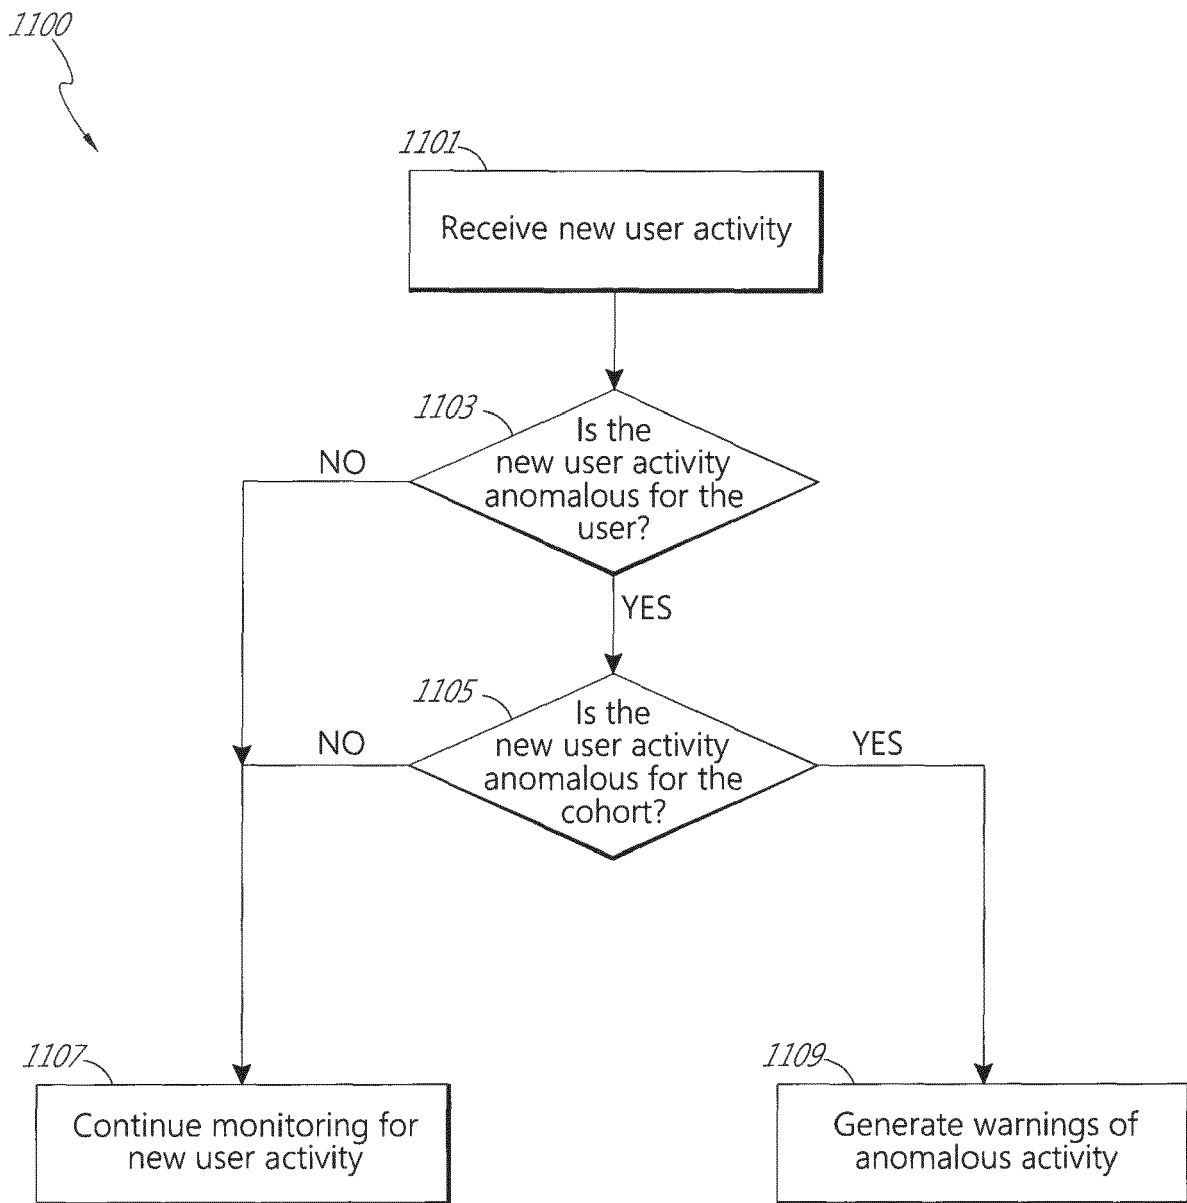 1100
1101
Receive new user activity
1103
Is the
new user activity
anomalous for the
user?
NO
YES
1105
Is the
new user activity
anomalous for the
cohort?
NO
YES
1107
Continue monitoring for
new user activity
1109
Generate warnings of
anomalous activity